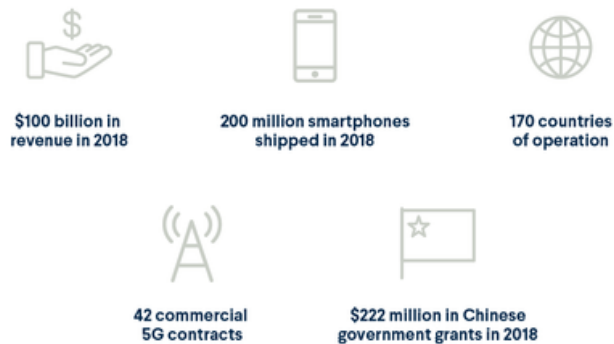 $
$100 billion in
revenue in 2018
200 million smartphones
shipped in 2018
170 countries
of operation
42 commercial
5G contracts
$222 million in Chinese
government grants in 2018